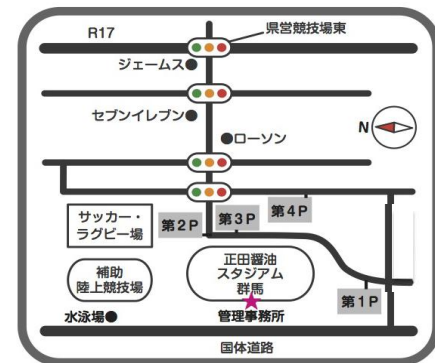 R17
県営競技場東
ジェームス
セブンイレブン
ローソン
N
サッカー・
ラグビー場
第2P
第3P
第4P
補助
陸上競技場
正田醤油
スタジアム
群馬
第1P
水泳場
管理事務所
国体道路